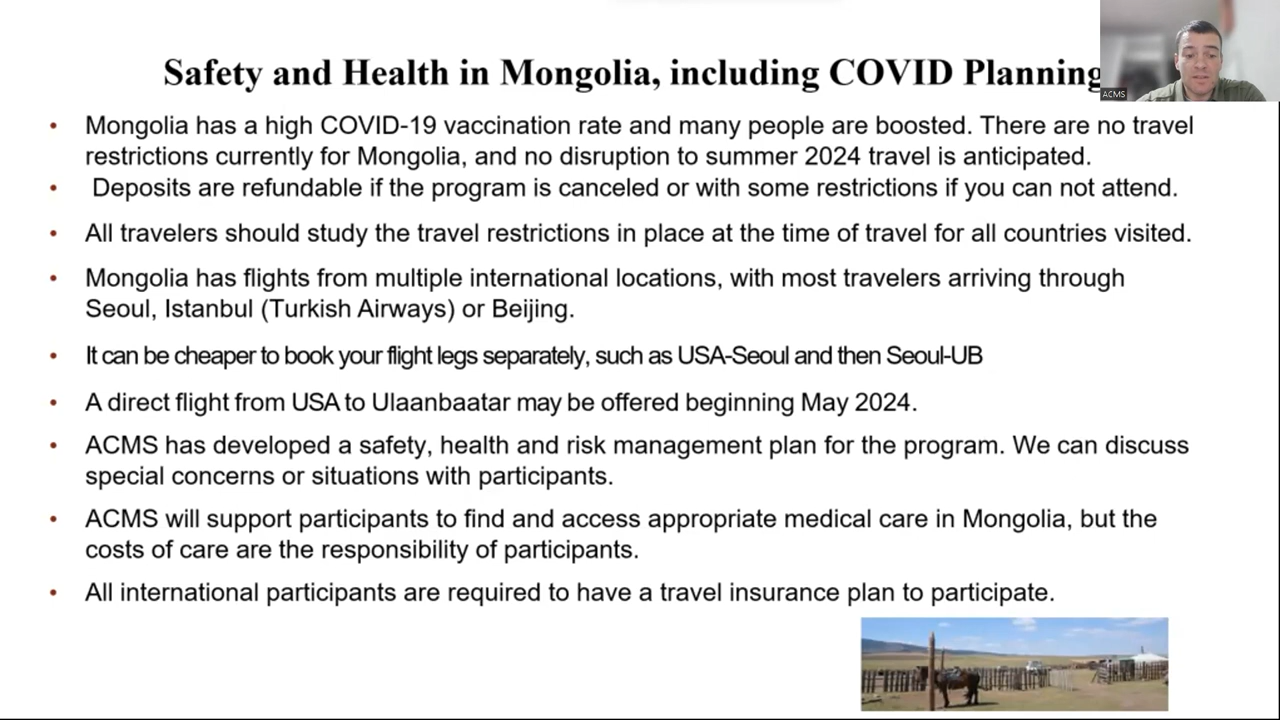 Safety and Health in Mongolia, including COVID Planning
ACMS
• Mongolia has a high COVID-19 vaccination rate and many people are boosted. There are no travel
restrictions currently for Mongolia, and no disruption to summer 2024 travel is anticipated.
• Deposits are refundable if the program is canceled or with some restrictions if you can not attend.
• All travelers should study the travel restrictions in place at the time of travel for all countries visited.
• Mongolia has flights from multiple international locations, with most travelers arriving through
Seoul, Istanbul (Turkish Airways) or Beijing.
• It can be cheaper to book your flight legs separately, such as USA-Seoul and then Seoul-UB
• A direct flight from USA to Ulaanbaatar may be offered beginning May 2024.
• ACMS has developed a safety, health and risk management plan for the program. We can discuss
special concerns or situations with participants.
• ACMS will support participants to find and access appropriate medical care in Mongolia, but the
costs of care are the responsibility of participants.
• All international participants are required to have a travel insurance plan to participate.